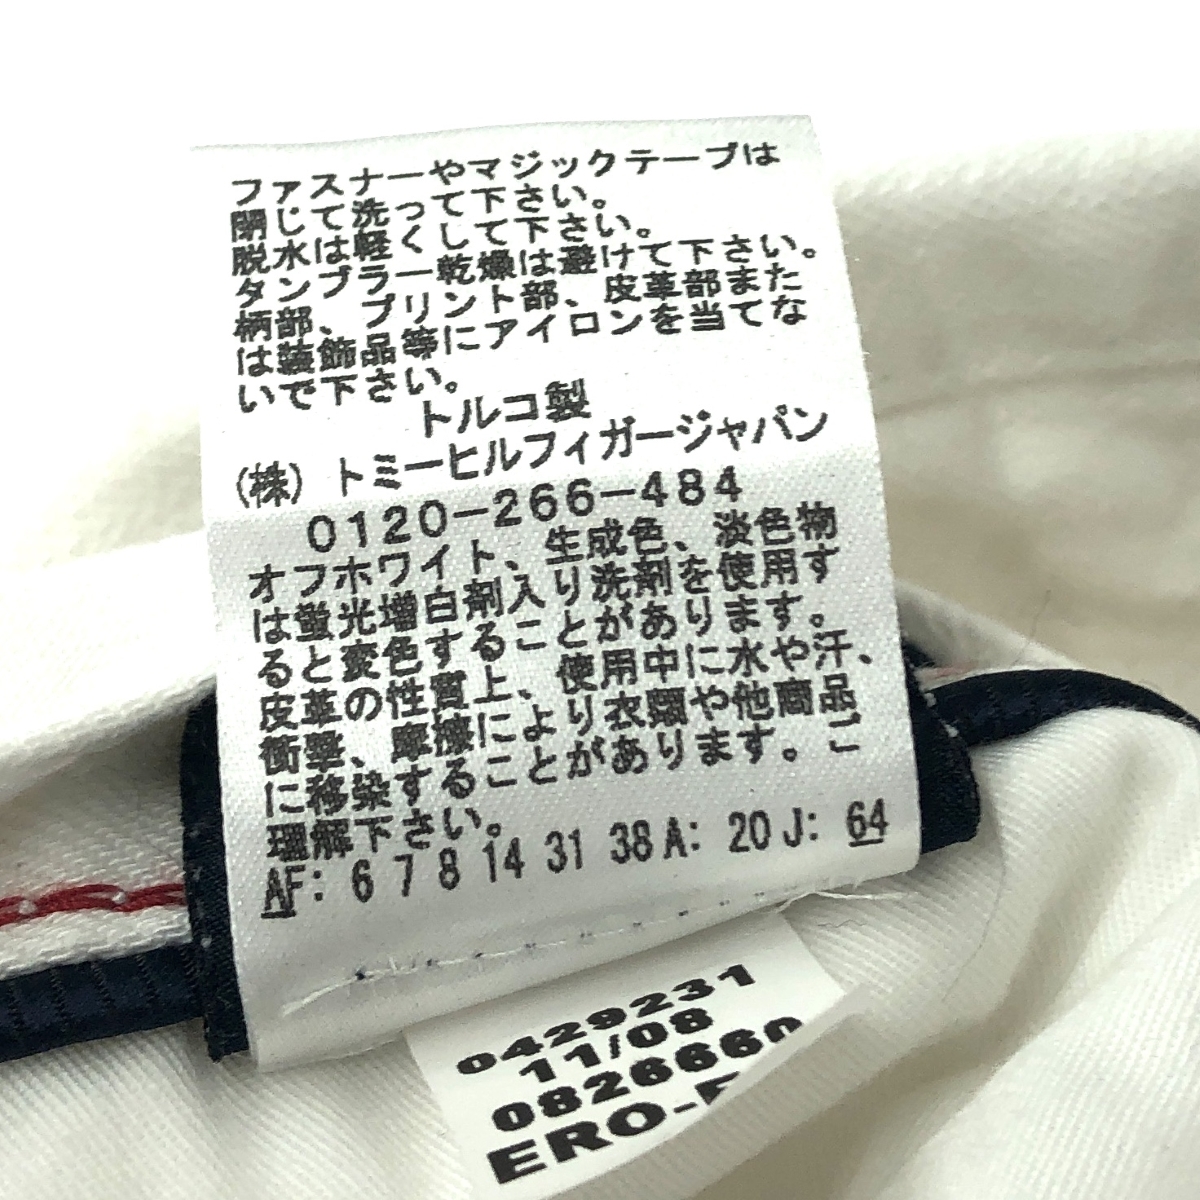 ファスナーやマジックテープは
閉じて洗って下さい。
脱水は軽くして下さい。
タンブラー乾燥は避けて下さい。
柄部、プリント部、皮革部また
は装飾品等にアイロンを当てな
いで下さい。
トルコ製
(株) トミーヒルフィガージャパン
0120-266-484
オフホワイト、生成色、淡色物
は蛍光増白剤入り洗剤を使用す
ると変色することがあります。
皮革の性質上、使用中に水や汗、
衝撃、摩擦により衣類や他商品
に移染することがあります。ご
理解下さい。
AF: 6 7 8 14 31 38 A: 20 J: 64
0429231
11/08
0826660
ERO-